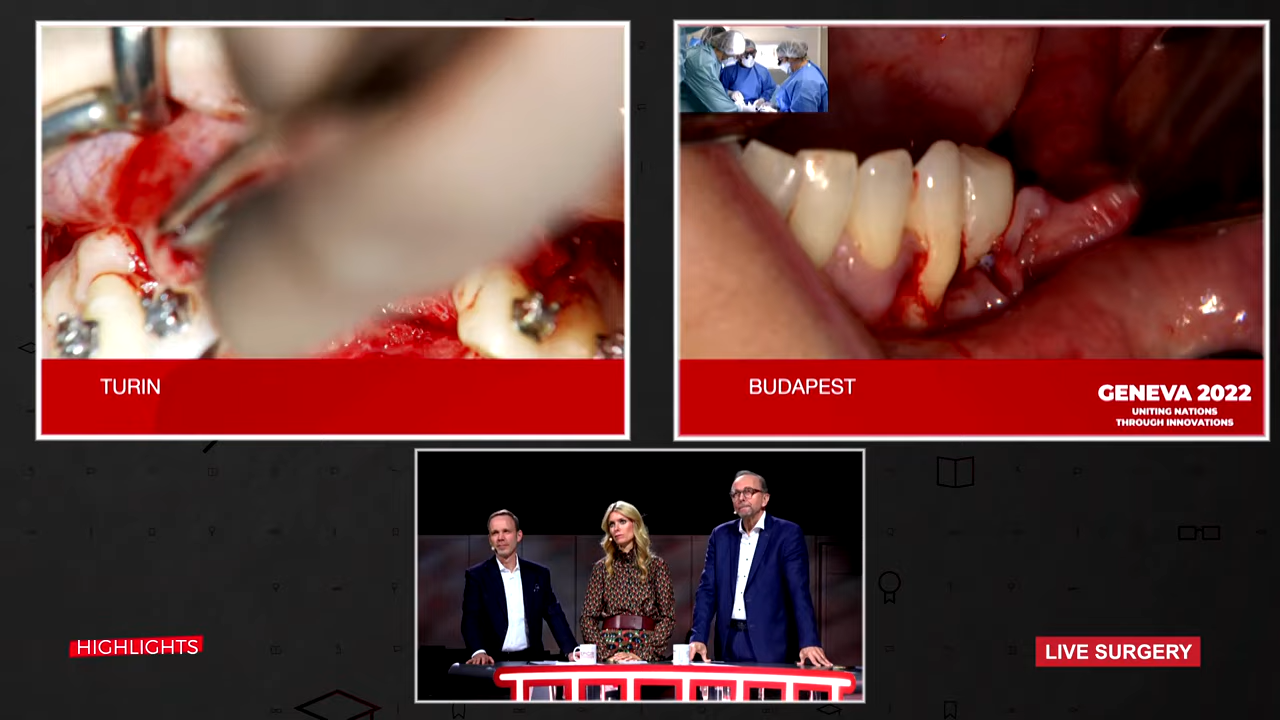 TURIN
BUDAPEST
GENEVA 2022
UNITING NATIONS
THROUGH INNOVATIONS
HIGHLIGHTS
LIVE SURGERY